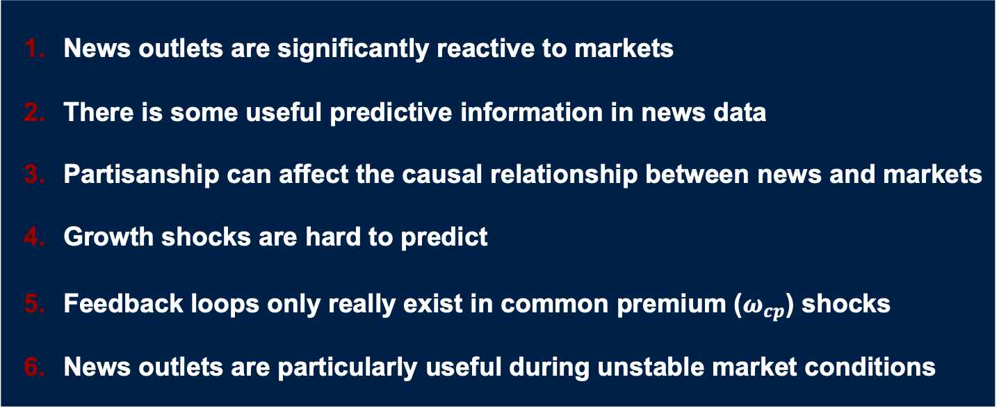 1. News outlets are significantly reactive to markets
2. There is some useful predictive information in news data
3. Partisanship can affect the causal relationship between news and markets
4. Growth shocks are hard to predict
5. Feedback loops only really exist in common premium (𝝎𝒄𝒑) shocks
6. News outlets are particularly useful during unstable market conditions